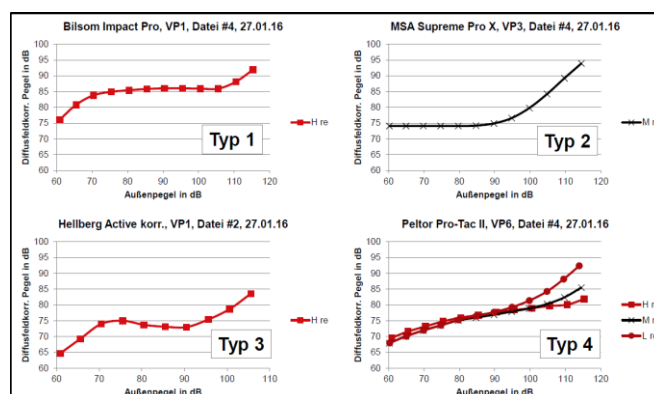 Bilsom Impact Pro, VP1, Datei #4, 27.01.16
Diffusfeldkorr. Pegel in dB
100
95
90
85
80
75
70
65
60
60 70 80 90 100 110 120
Außenpegel in dB
Typ 1
H re
MSA Supreme Pro X, VP3, Datei #4, 27.01.16
Diffusfeldkorr. Pegel in dB
100
95
90
85
80
75
70
65
60
60 70 80 90 100 110 120
Außenpegel in dB
Typ 2
M re
Hellberg Active korr., VP1, Datei #2, 27.01.16
Diffusfeldkorr. Pegel in dB
100
95
90
85
80
75
70
65
60
60 70 80 90 100 110 120
Außenpegel in dB
Typ 3
H re
Peltor Pro-Tac II, VP6, Datei #4, 27.01.16
Diffusfeldkorr. Pegel in dB
100
95
90
85
80
75
70
65
60
60 70 80 90 100 110 120
Außenpegel in dB
Typ 4
H re
M re
L re